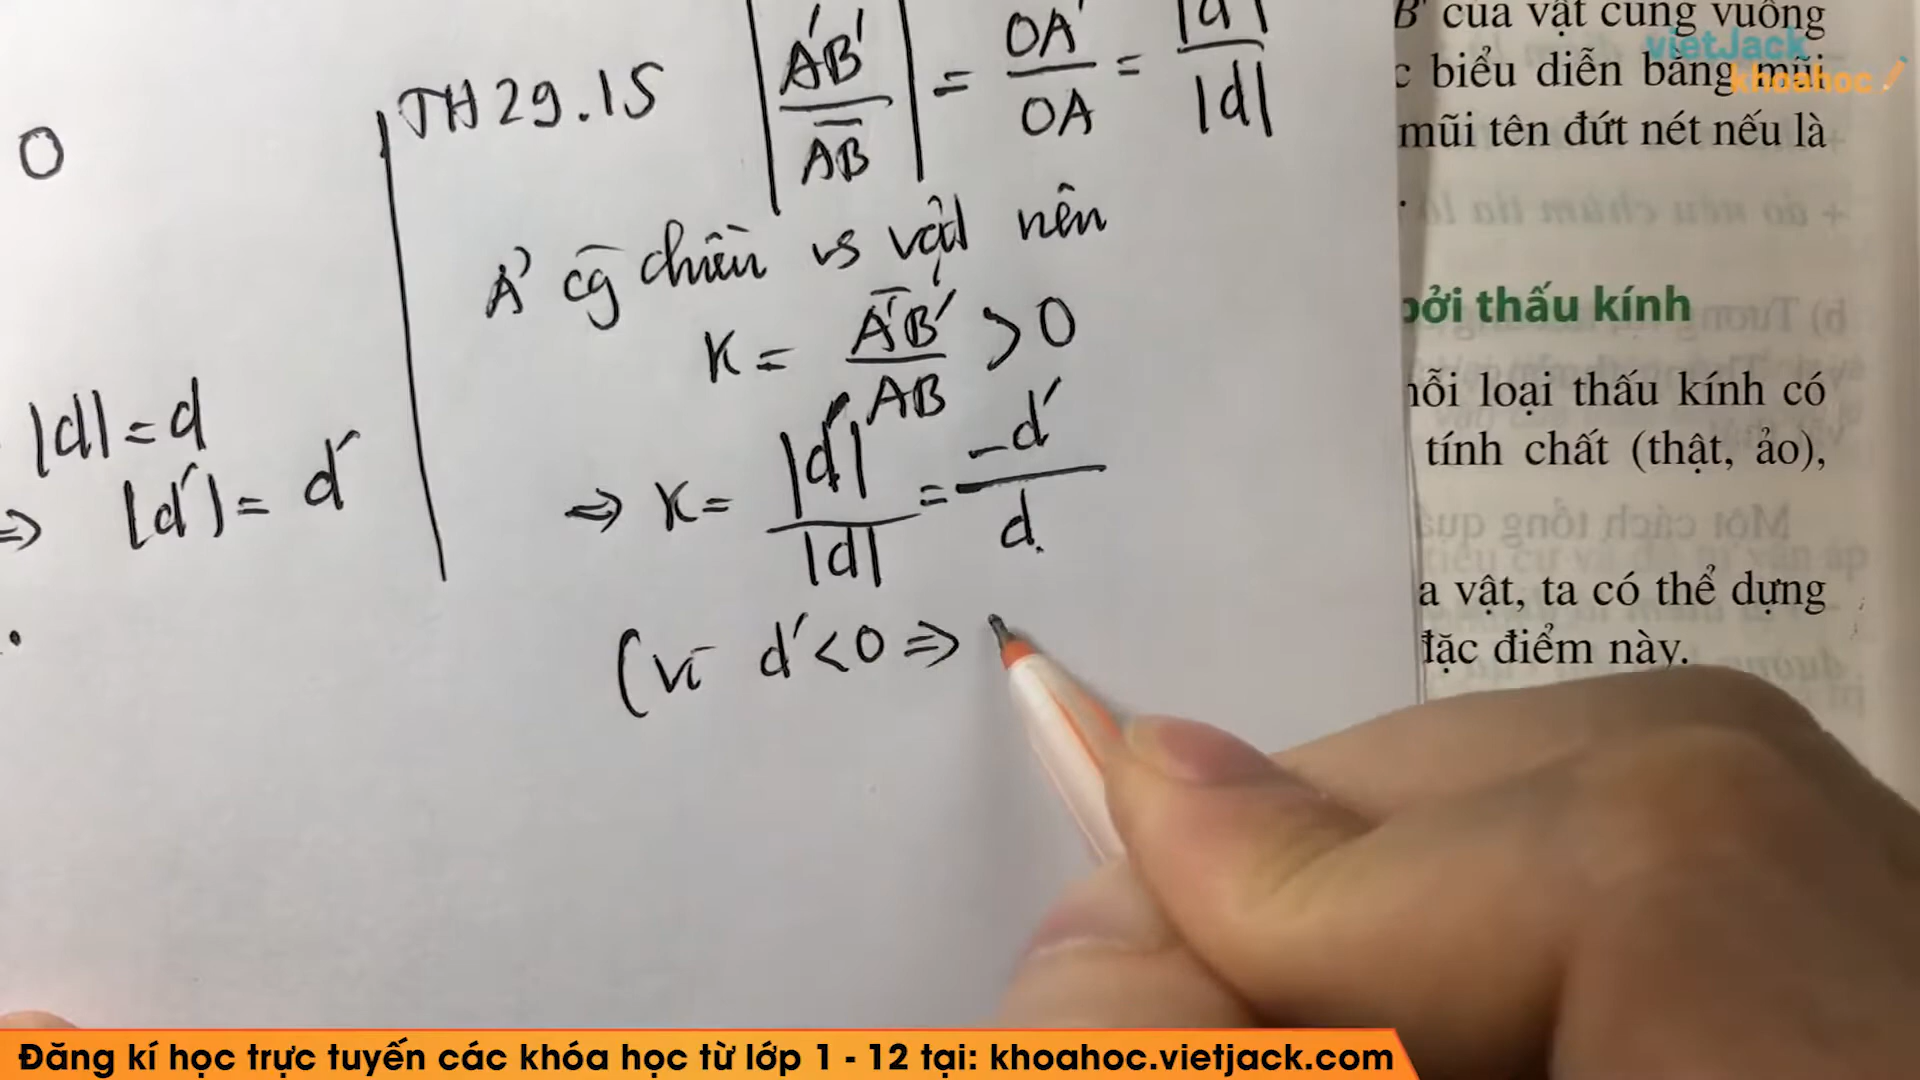 O
|d| = d
⇒ |d′| = d′
TH 29.15
|A′B′ / AB| = OA′ / OA = |d| / |d|
A′ cg chiều vs vật nên
K = A′B′ / AB > 0
⇒ K = |d′| / |d| = -d′ / d
(vì d′ < 0 ⇒
B′ của vật cũng vuông
c biểu diễn bằng mũi
mũi tên đứt nét nếu là
bởi thấu kính
mỗi loại thấu kính có
tính chất (thật, ảo),
a vật, ta có thể dựng
đặc điểm này.
vietJack
khoahoc
Đăng kí học trực tuyến các khóa học từ lớp 1 - 12 tại: khoahoc.vietjack.com